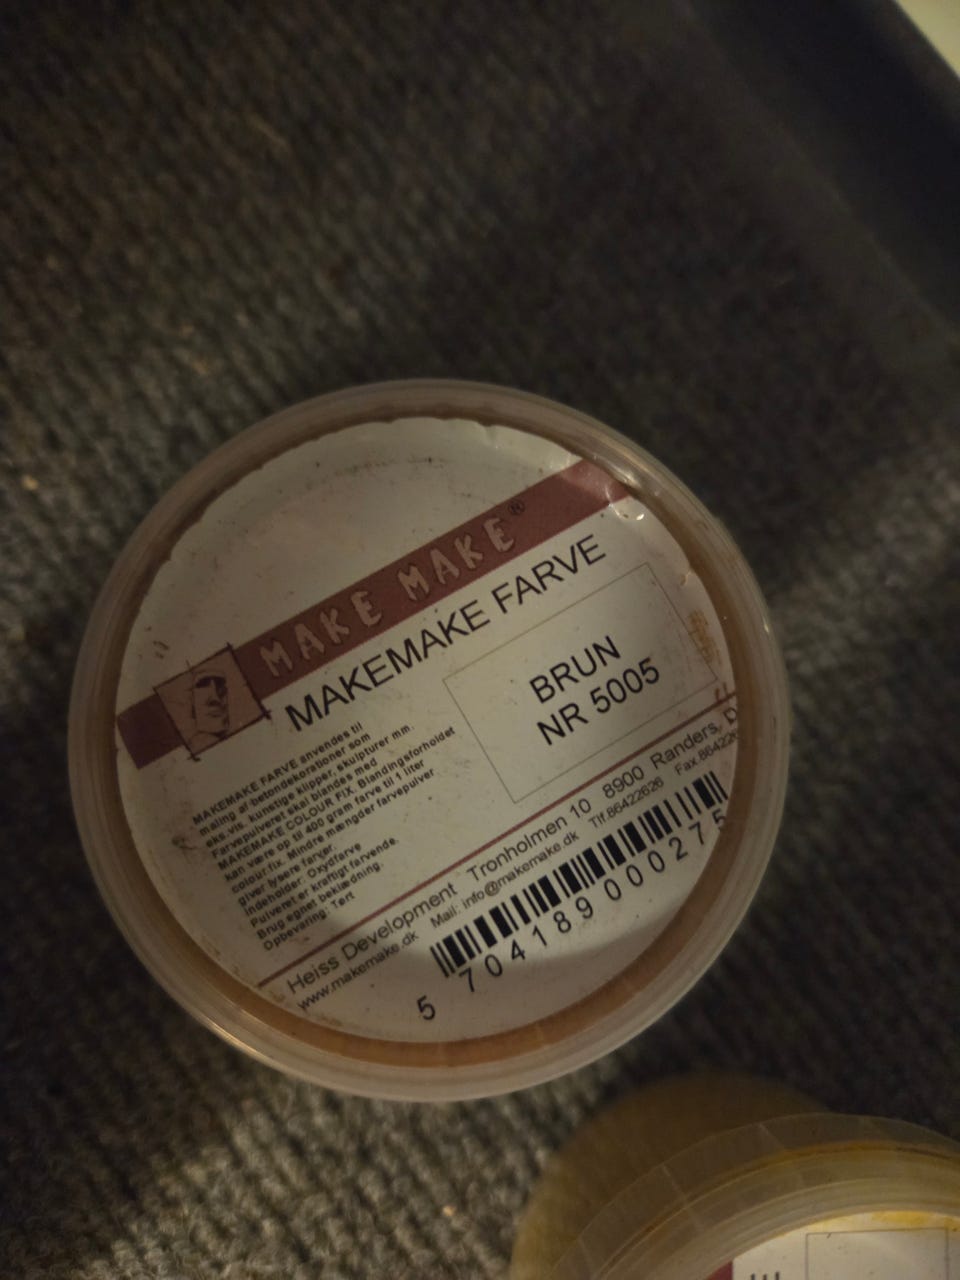 MAKE MAKE®
MAKEMAKE FARVE
BRUN
NR 5005
MAKEMAKE FARVE anvendes til
maling af betondekorationer som
eks.vis. kunstige klipper, skulpturer mm.
Farvepulveret skal blandes med
MAKEMAKE COLOUR FIX. Blandingsforholdet
kan være op til 400 gram farve til 1 liter
colour fix. Mindre mængder farvepulver
giver lysere farver.
Indeholder: Oxydfarve
Pulveret er kraftigt farvende.
Brug egnet beklædning.
Opbevaring: Tørt
Heiss Development Tronholmen 10 8900 Randers, D
www.makemake.dk Mail: info@makemake.dk Tlf.86422626 Fax.864226
5 704189 000275